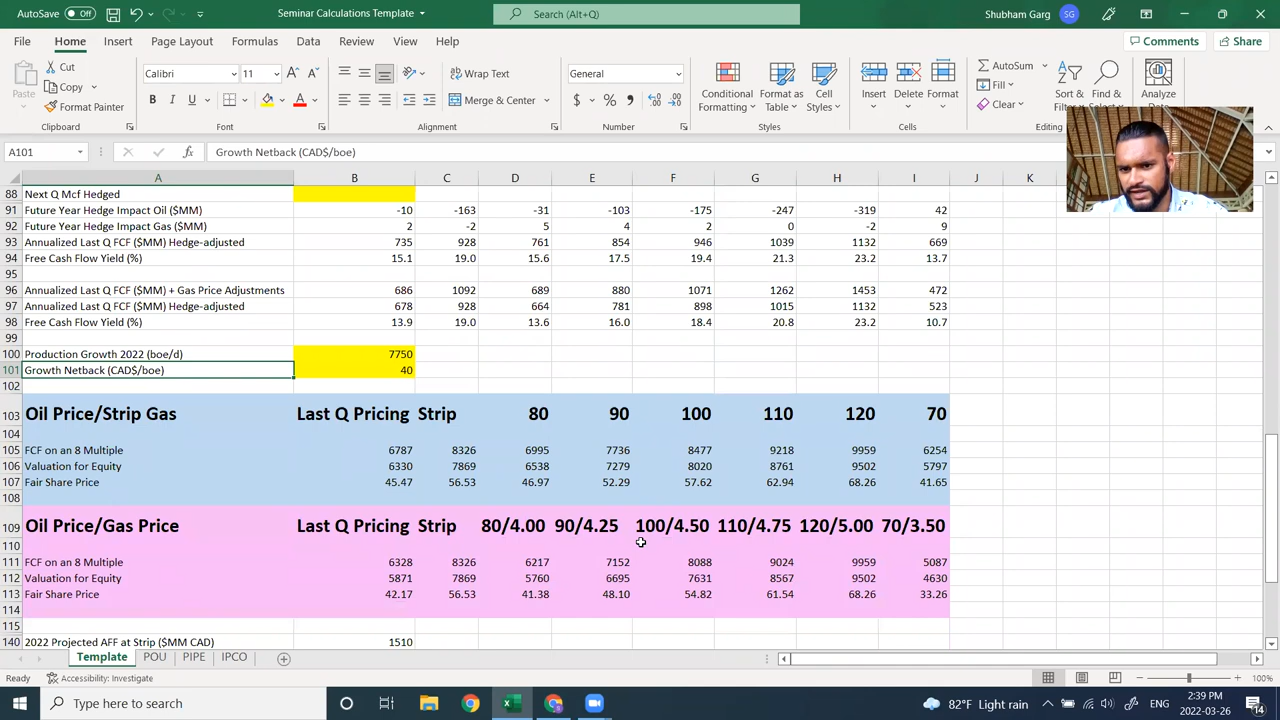 AutoSave Off Seminar Calculations Template Search (Alt+Q) Shubham Garg SG
File Home Insert Page Layout Formulas Data Review View Help Comments Share
Cut Calibri 11 Wrap Text General AutoSum
Paste Copy Conditional Formatting Format as Table Cell Styles Insert Delete Format Fill Sort & Filter Find & Select Analyze Data
Format Painter B I U Merge & Center $ % Clear
Clipboard Font Alignment Number Styles Cells Editing
A101 fx Growth Netback (CAD$/boe)
A B C D E F G H I J K L
88 Next Q Mcf Hedged
91 Future Year Hedge Impact Oil ($MM) -10 -163 -31 -103 -175 -247 -319 42
92 Future Year Hedge Impact Gas ($MM) 2 -2 5 4 2 0 -2 9
93 Annualized Last Q FCF ($MM) Hedge-adjusted 735 928 761 854 946 1039 1132 669
94 Free Cash Flow Yield (%) 15.1 19.0 15.6 17.5 19.4 21.3 23.2 13.7
95
96 Annualized Last Q FCF ($MM) + Gas Price Adjustments 686 1092 689 880 1071 1262 1453 472
97 Annualized Last Q FCF ($MM) Hedge-adjusted 678 928 664 781 898 1015 1132 523
98 Free Cash Flow Yield (%) 13.9 19.0 13.6 16.0 18.4 20.8 23.2 10.7
99
100 Production Growth 2022 (boe/d) 7750
101 Growth Netback (CAD$/boe) 40
102
103 Oil Price/Strip Gas Last Q Pricing Strip 80 90 100 110 120 70
104
105 FCF on an 8 Multiple 6787 8326 6995 7736 8477 9218 9959 6254
106 Valuation for Equity 6330 7869 6538 7279 8020 8761 9502 5797
107 Fair Share Price 45.47 56.53 46.97 52.29 57.62 62.94 68.26 41.65
108
109 Oil Price/Gas Price Last Q Pricing Strip 80/4.00 90/4.25 100/4.50 110/4.75 120/5.00 70/3.50
110
111 FCF on an 8 Multiple 6328 8326 6217 7152 8088 9024 9959 5087
112 Valuation for Equity 5871 7869 5760 6695 7631 8567 9502 4630
113 Fair Share Price 42.17 56.53 41.38 48.10 54.82 61.54 68.26 33.26
114
115
140 2022 Projected AFF at Strip ($MM CAD) 1510
Template POU PIPE IPCO
Ready Accessibility: Investigate 100%
Type here to search 82°F Light rain ENG 2:39 PM 2022-03-26 14